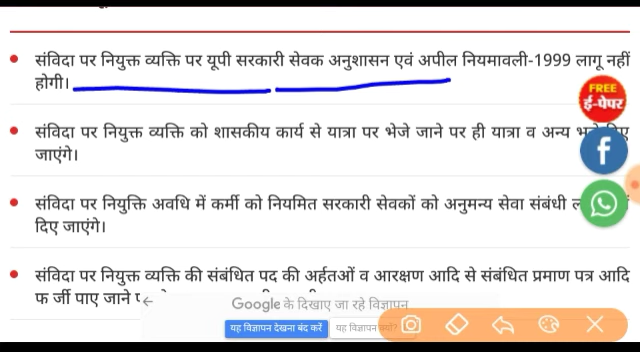 संविदा पर नियुक्त व्यक्ति पर यूपी सरकारी सेवक अनुशासन एवं अपील नियमावली-1999 लागू नहीं
होगी।
FREE
ई-पेपर
संविदा पर नियुक्त व्यक्ति को शासकीय कार्य से यात्रा पर भेजे जाने पर ही यात्रा व अन्य
जाएंगे।
संविदा पर नियुक्ति अवधि में कर्मी को नियमित सरकारी सेवकों को अनुमन्य सेवा संबंधी
दिए जाएंगे।
संविदा पर नियुक्त व्यक्ति की संबंधित पद की अर्हताओं व आरक्षण आदि से संबंधित प्रमाण पत्र आदि
पाए जाने
Google के दिखाए जा रहे विज्ञापन
यह विज्ञापन देखना बंद करें
यह विज्ञापन